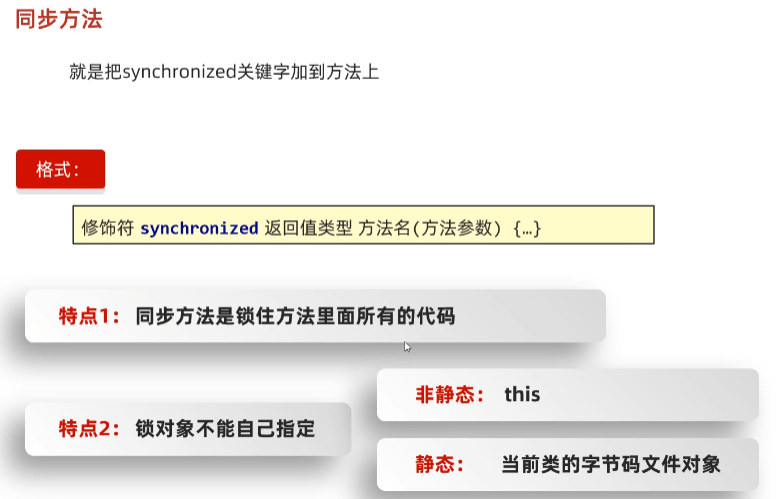 同步方法
就是把synchronized关键字加到方法上
格式：
修饰符 synchronized 返回值类型 方法名(方法参数) {…}
特点1： 同步方法是锁住方法里面所有的代码
特点2： 锁对象不能自己指定
非静态： this
静态： 当前类的字节码文件对象